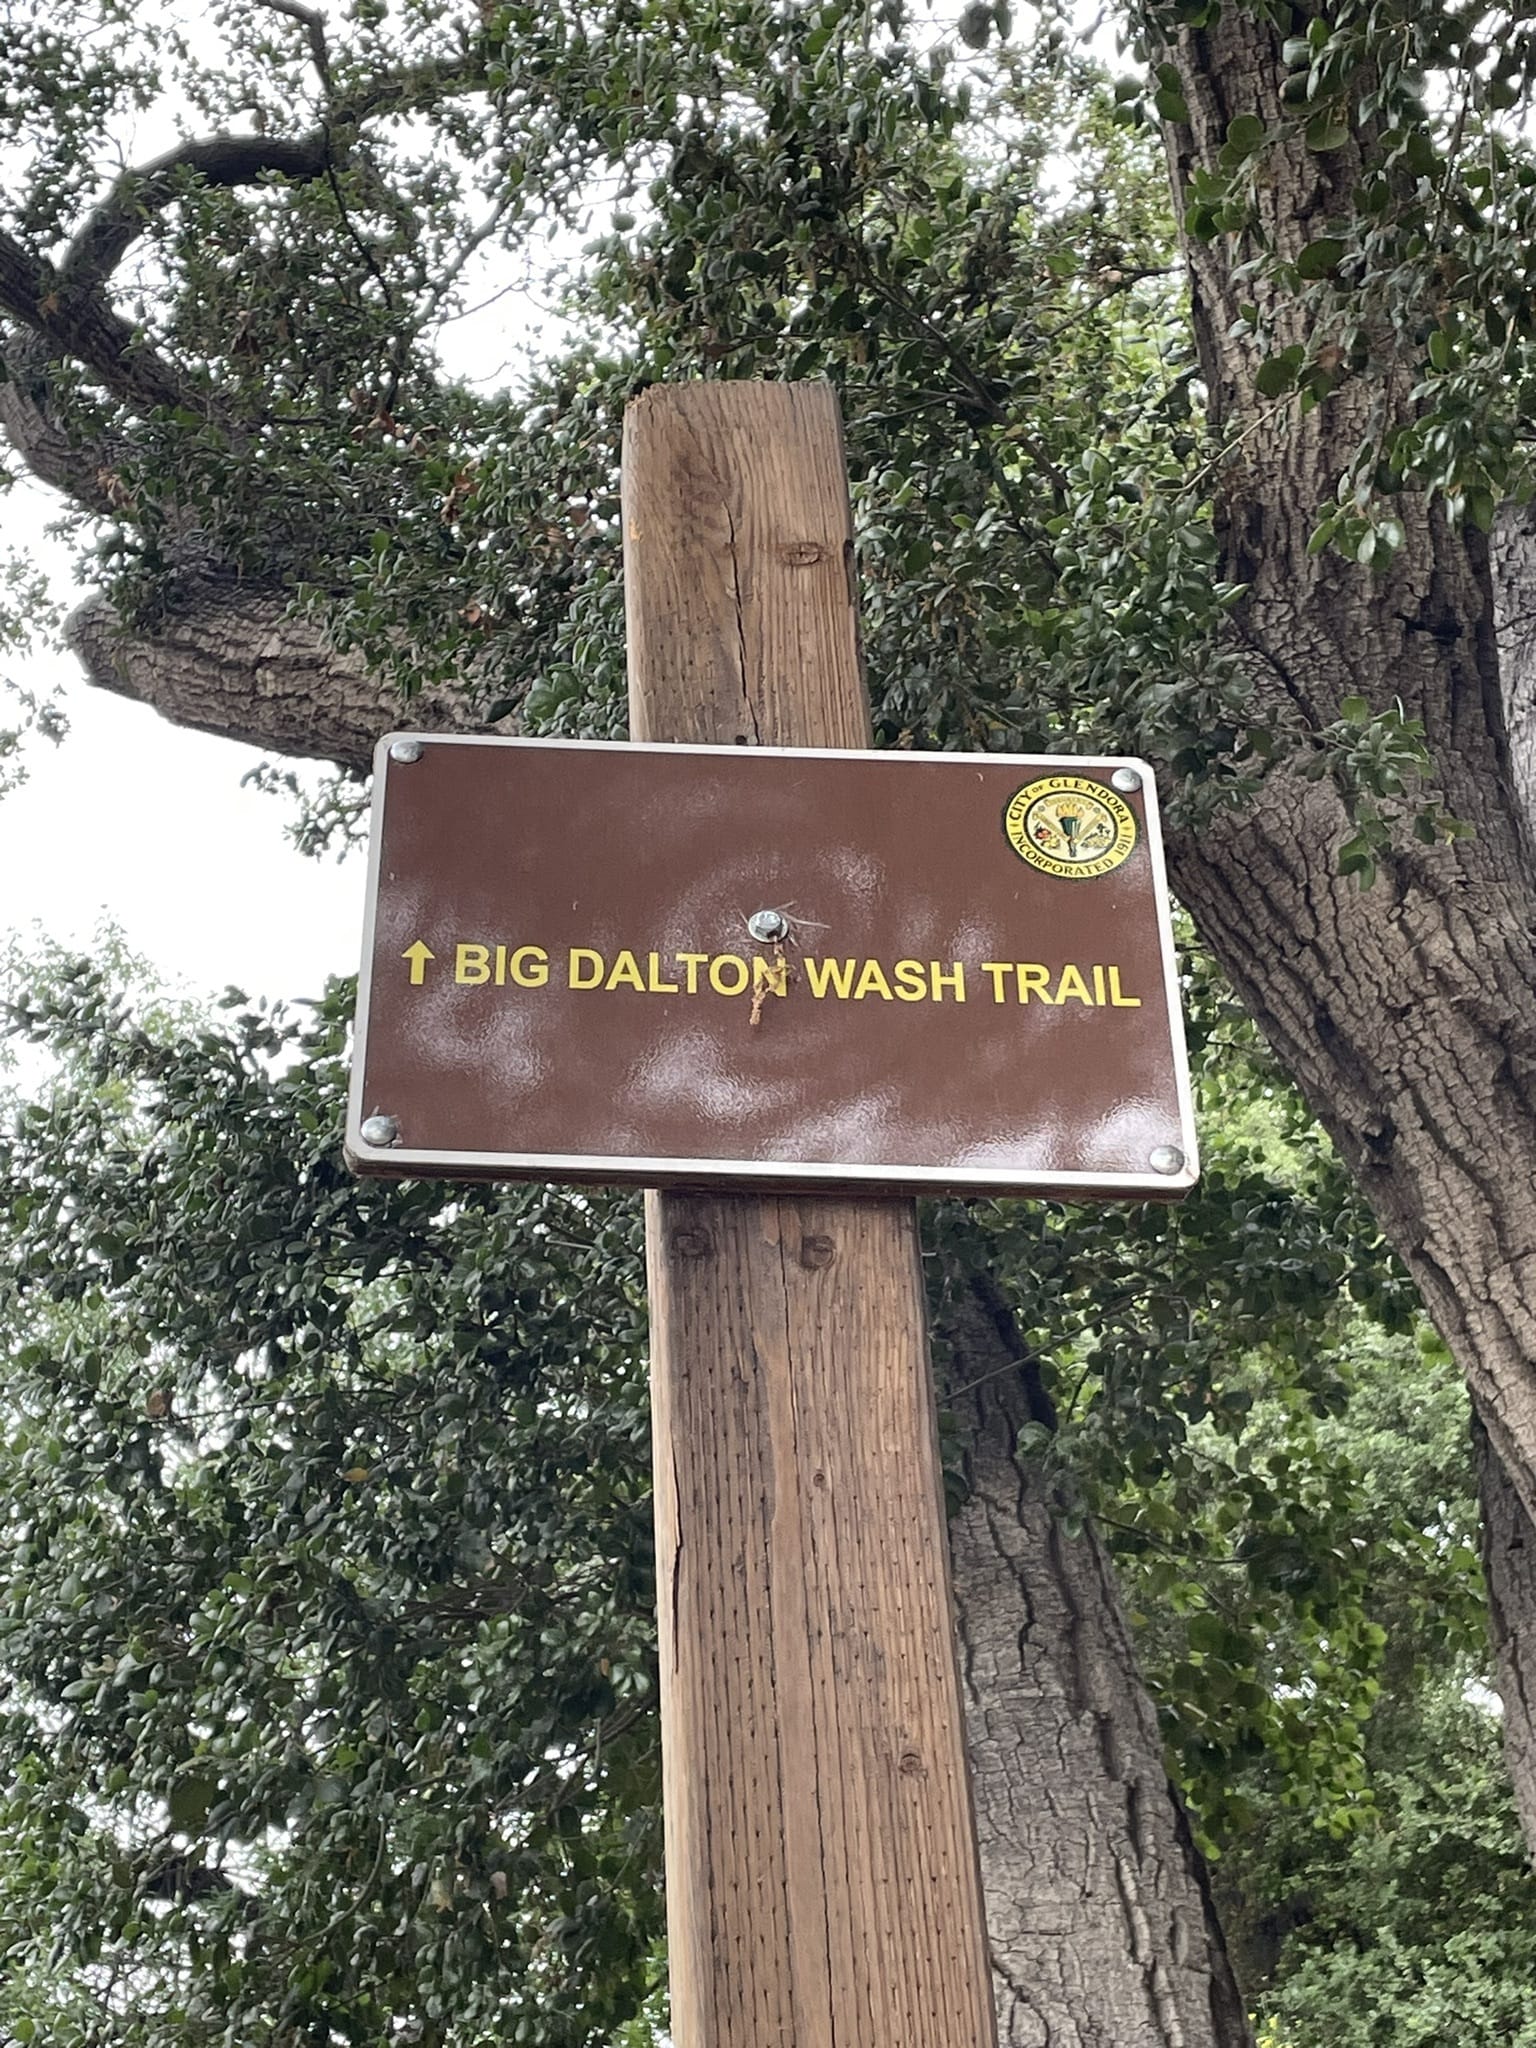 CITY OF GLENDORA
INCORPORATED 1911
↑ BIG DALTON WASH TRAIL